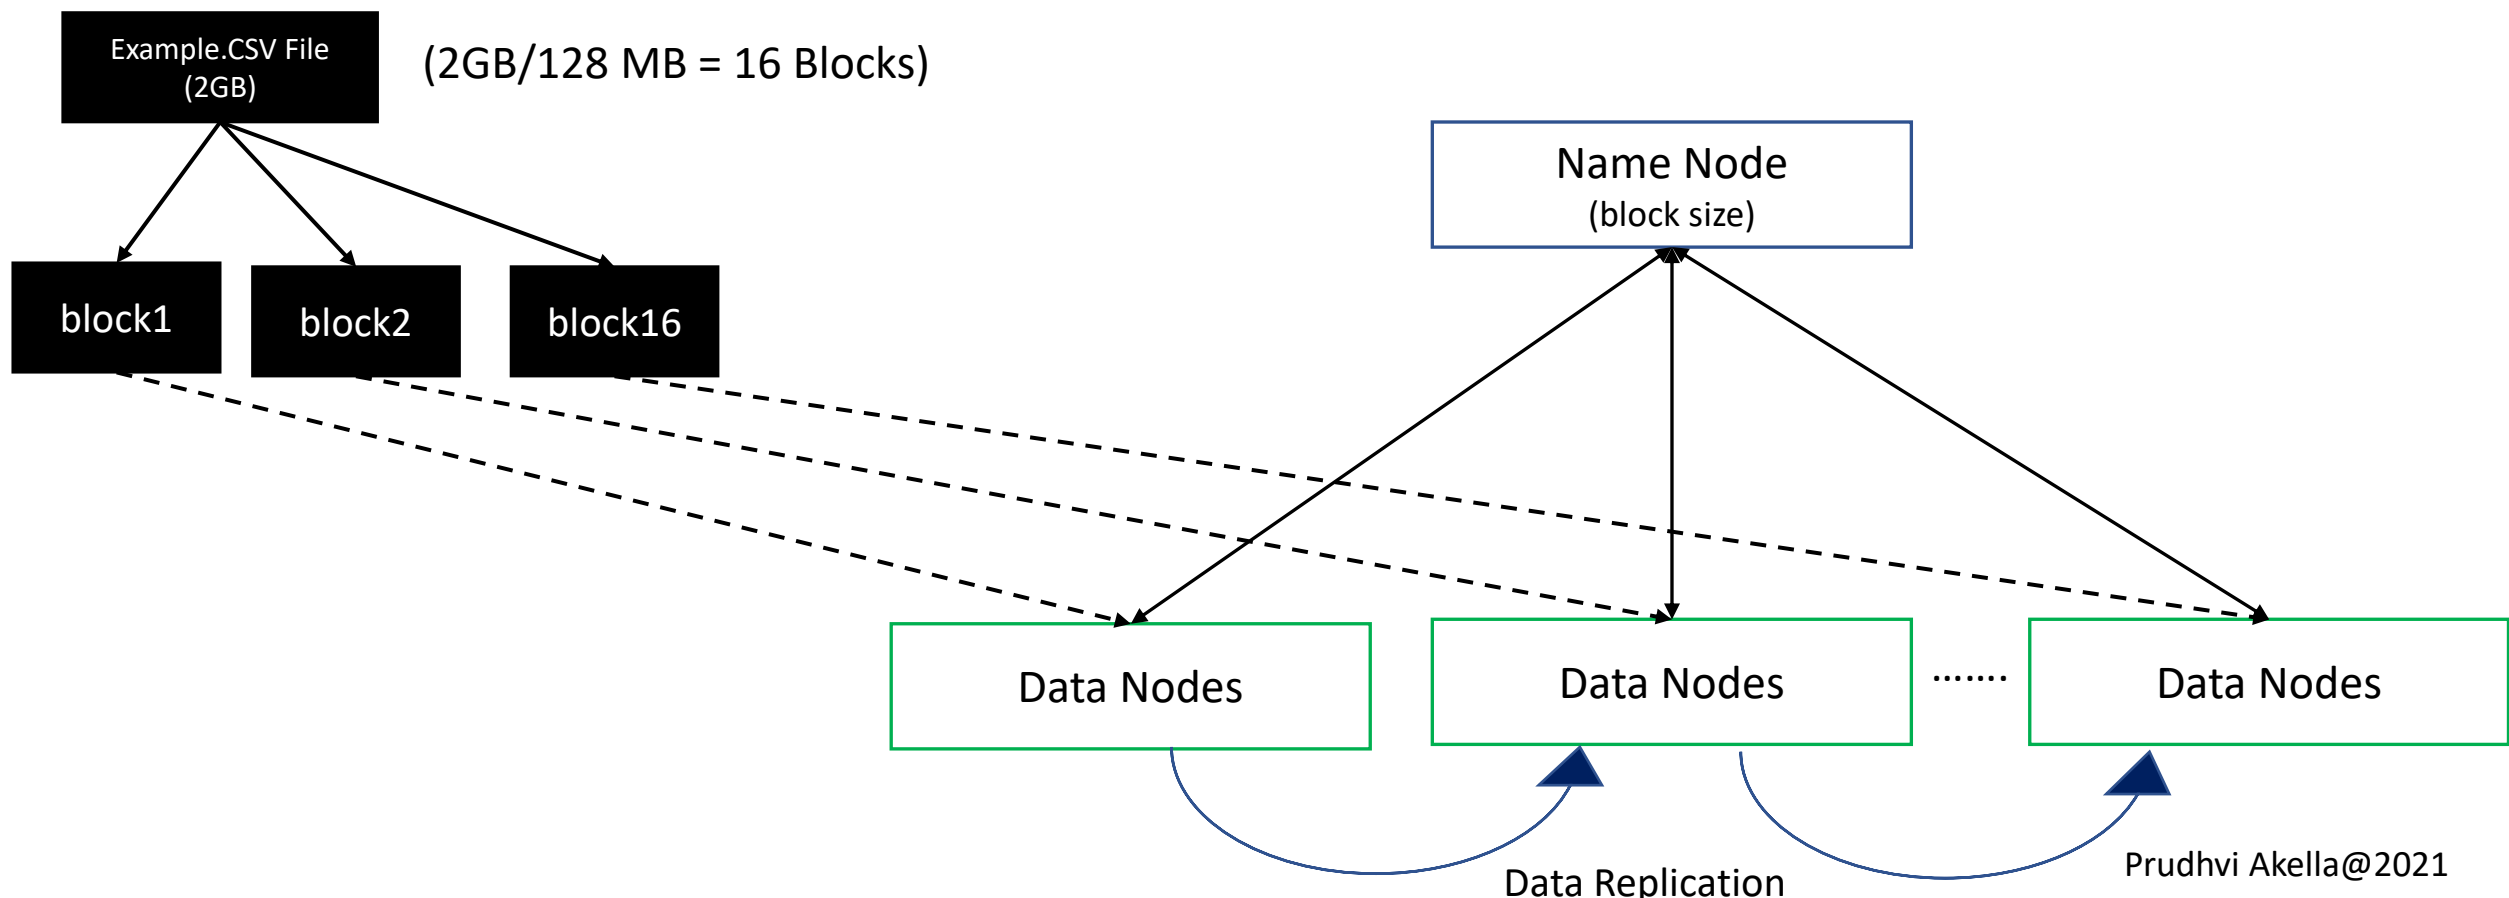 Example.CSV File
(2GB)
(2GB/128 MB = 16 Blocks)
Name Node
(block size)
block1
block2
block16
Data Nodes
Data Nodes
.......
Data Nodes
Data Replication
Prudhvi Akella@2021